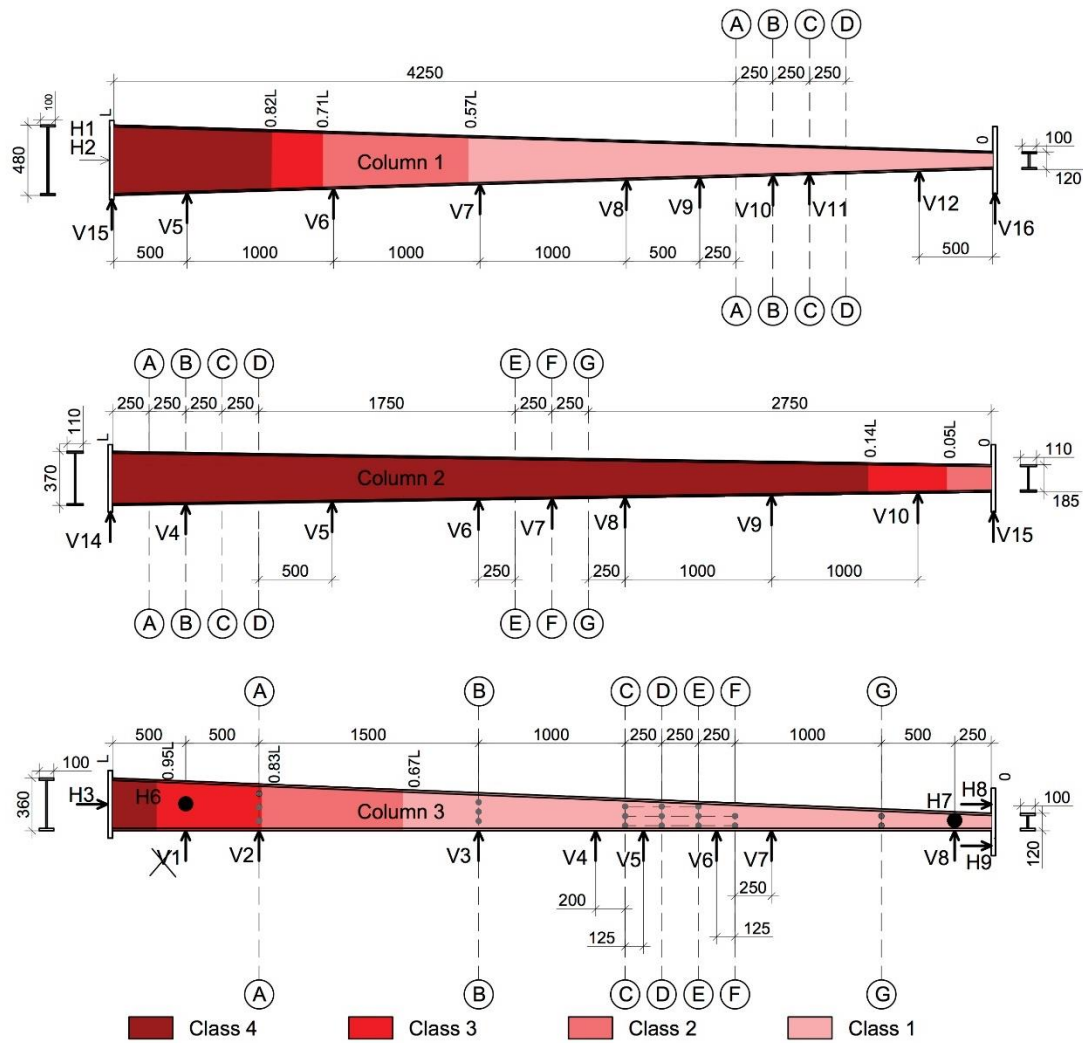 A B C D
4250 250 250 250
100
L 0.82L 0.71L 0.57L 0
H1
H2
480
Column 1
100
120
V15 V5 V6 V7 V8 V9 V10 V11 V12 V16
500 1000 1000 1000 500 250 500
A B C D
A B C D E F G
250 250 250 250 1750 250 250 2750
110
L 0.14L 0.05L 0
370
Column 2
110
185
V14 V4 V5 V6 V7 V8 V9 V10 V15
500 250 250 1000 1000
A B C D E F G
A B C D E F G
500 500 1500 1000 250 250 250 1000 500 250
100
L 0.95L 0.83L 0.67L 0
H3 H6 H7 H8
360
Column 3
100
120
V1 V2 V3 V4 V5 V6 V7 V8 H9
200 250
125 125
A B C D E F G
Class 4 Class 3 Class 2 Class 1